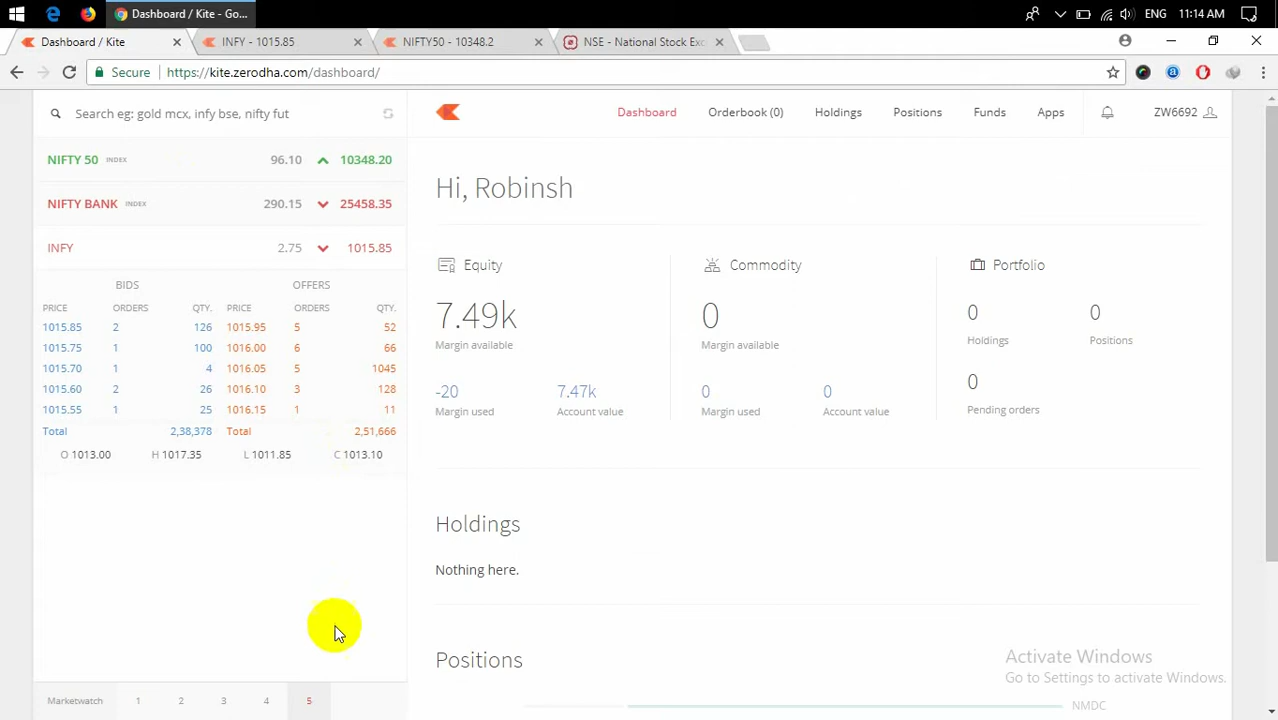 Dashboard / Kite - Go...
ENG 11:14 AM
Dashboard / Kite
INFY - 1015.85
NIFTY50 - 10348.2
NSE - National Stock Exc
Secure https://kite.zerodha.com/dashboard/
Search eg: gold mcx, infy bse, nifty fut
Dashboard Orderbook (0) Holdings Positions Funds Apps ZW6692
NIFTY 50 INDEX 96.10 10348.20
NIFTY BANK INDEX 290.15 25458.35
INFY 2.75 1015.85
BIDS OFFERS
PRICE ORDERS QTY. PRICE ORDERS QTY.
1015.85 2 126 1015.95 5 52
1015.75 1 100 1016.00 6 66
1015.70 1 4 1016.05 5 1045
1015.60 2 26 1016.10 3 128
1015.55 1 25 1016.15 1 11
Total 2,38,378 Total 2,51,666
O 1013.00 H 1017.35 L 1011.85 C 1013.10
Marketwatch 1 2 3 4 5
Hi, Robinsh
Equity
7.49k
Margin available
-20 7.47k
Margin used Account value
Commodity
0
Margin available
0 0
Margin used Account value
Portfolio
0 0
Holdings Positions
0
Pending orders
Holdings
Nothing here.
Positions
NMDC
Activate Windows
Go to Settings to activate Windows.